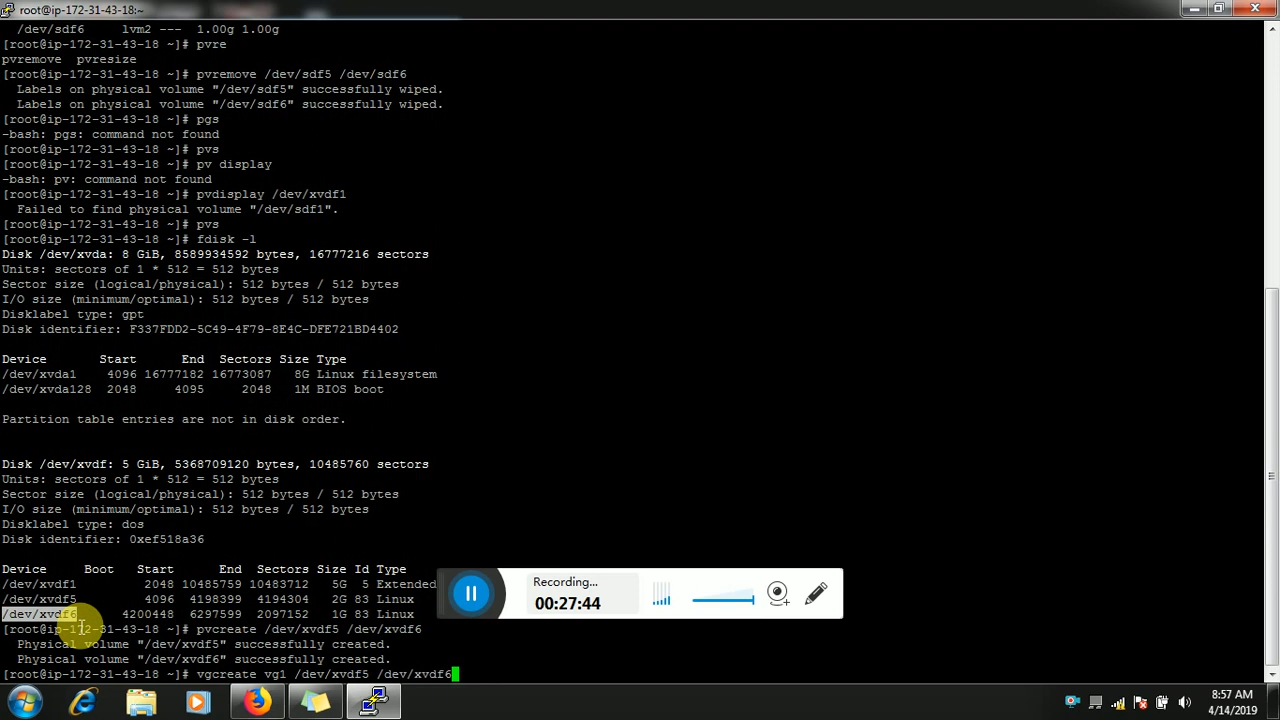 root@ip-172-31-43-18:~
/dev/sdf6     lvm2 ---  1.00g 1.00g
[root@ip-172-31-43-18 ~]# pvre
pvremove  pvresize
[root@ip-172-31-43-18 ~]# pvremove /dev/sdf5 /dev/sdf6
  Labels on physical volume "/dev/sdf5" successfully wiped.
  Labels on physical volume "/dev/sdf6" successfully wiped.
[root@ip-172-31-43-18 ~]# pgs
-bash: pgs: command not found
[root@ip-172-31-43-18 ~]# pvs
[root@ip-172-31-43-18 ~]# pv display
-bash: pv: command not found
[root@ip-172-31-43-18 ~]# pvdisplay /dev/xvdf1
  Failed to find physical volume "/dev/sdf1".
[root@ip-172-31-43-18 ~]# pvs
[root@ip-172-31-43-18 ~]# fdisk -l
Disk /dev/xvda: 8 GiB, 8589934592 bytes, 16777216 sectors
Units: sectors of 1 * 512 = 512 bytes
Sector size (logical/physical): 512 bytes / 512 bytes
I/O size (minimum/optimal): 512 bytes / 512 bytes
Disklabel type: gpt
Disk identifier: F337FDD2-5C49-4F79-8E4C-DFE721BD4402
Device       Start      End  Sectors Size Type
/dev/xvda1    4096 16777182 16773087   8G Linux filesystem
/dev/xvda128  2048     4095     2048   1M BIOS boot
Partition table entries are not in disk order.
Disk /dev/xvdf: 5 GiB, 5368709120 bytes, 10485760 sectors
Units: sectors of 1 * 512 = 512 bytes
Sector size (logical/physical): 512 bytes / 512 bytes
I/O size (minimum/optimal): 512 bytes / 512 bytes
Disklabel type: dos
Disk identifier: 0xef518a36
Device     Boot   Start      End  Sectors Size Id Type
/dev/xvdf1         2048 10485759 10483712   5G  5 Extended
/dev/xvdf5         4096  4198399  4194304   2G 83 Linux
/dev/xvdf6      4200448  6297599  2097152   1G 83 Linux
[root@ip-172-31-43-18 ~]# pvcreate /dev/xvdf5 /dev/xvdf6
  Physical volume "/dev/xvdf5" successfully created.
  Physical volume "/dev/xvdf6" successfully created.
[root@ip-172-31-43-18 ~]# vgcreate vg1 /dev/xvdf5 /dev/xvdf6
Recording...
00:27:44
8:57 AM
4/14/2019